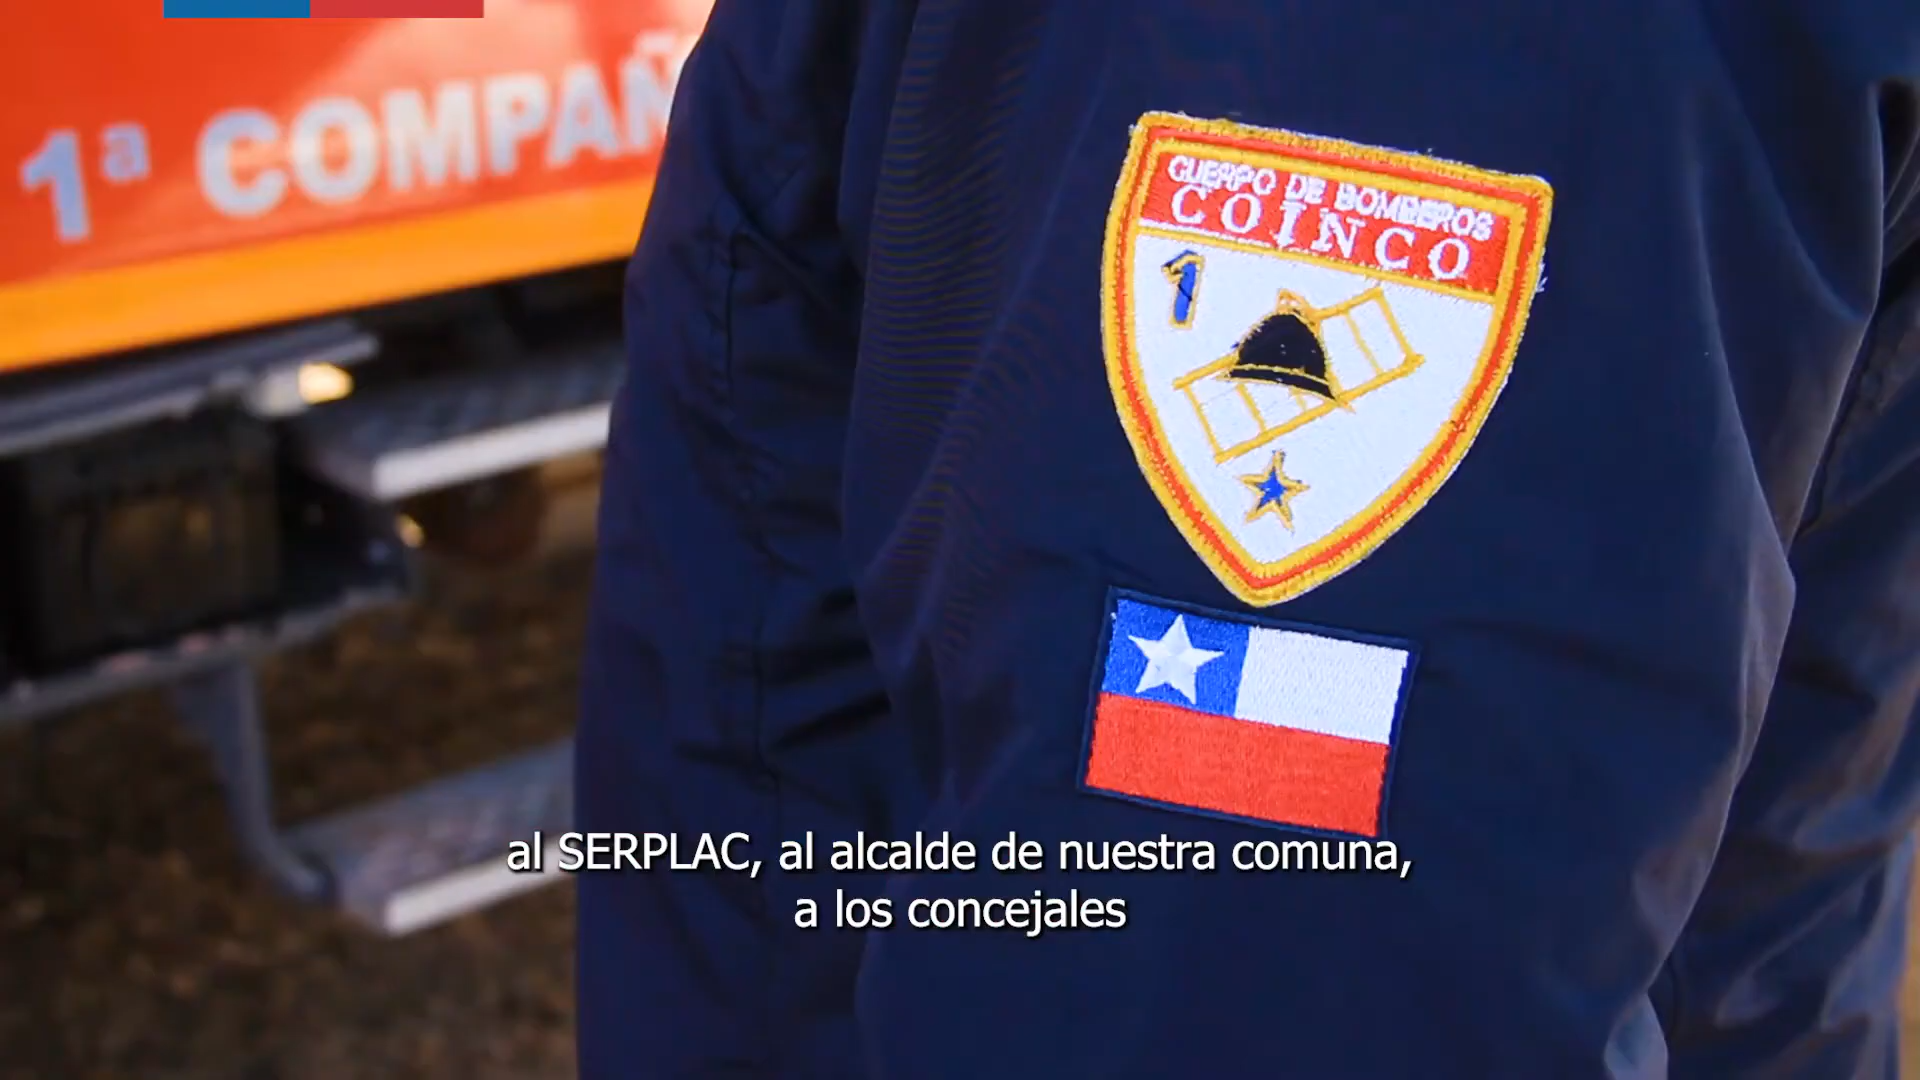 1ª COMPAÑ
CUERPO DE BOMBEROS
COINCO
1
al SERPLAC, al alcalde de nuestra comuna,
a los concejales